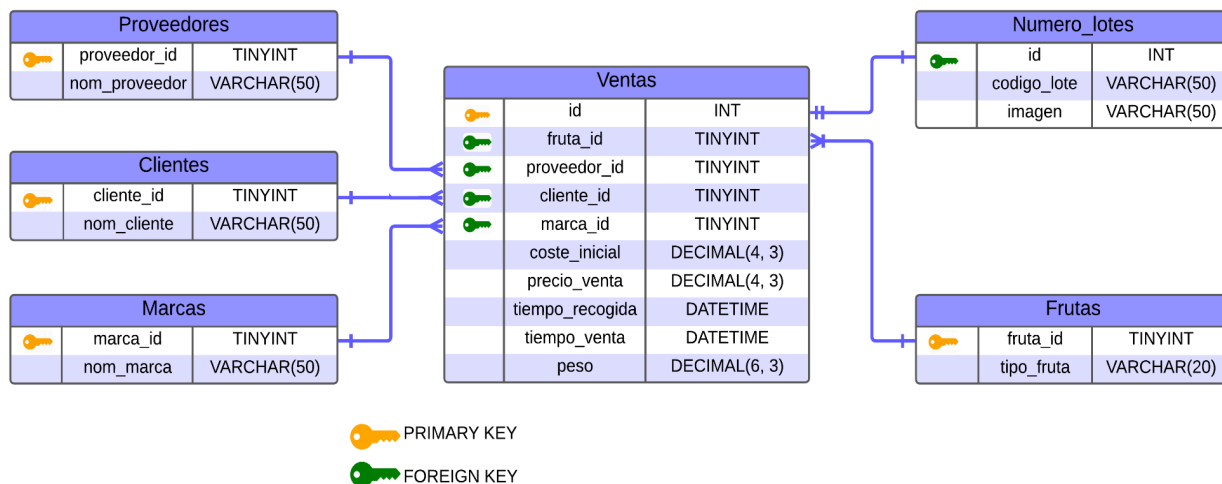 Proveedores
proveedor_id TINYINT
nom_proveedor VARCHAR(50)
Clientes
cliente_id TINYINT
nom_cliente VARCHAR(50)
Marcas
marca_id TINYINT
nom_marca VARCHAR(50)
Ventas
id INT
fruta_id TINYINT
proveedor_id TINYINT
cliente_id TINYINT
marca_id TINYINT
coste_inicial DECIMAL(4, 3)
precio_venta DECIMAL(4, 3)
tiempo_recogida DATETIME
tiempo_venta DATETIME
peso DECIMAL(6, 3)
Numero_lotes
id INT
codigo_lote VARCHAR(50)
imagen VARCHAR(50)
Frutas
fruta_id TINYINT
tipo_fruta VARCHAR(20)
PRIMARY KEY
FOREIGN KEY